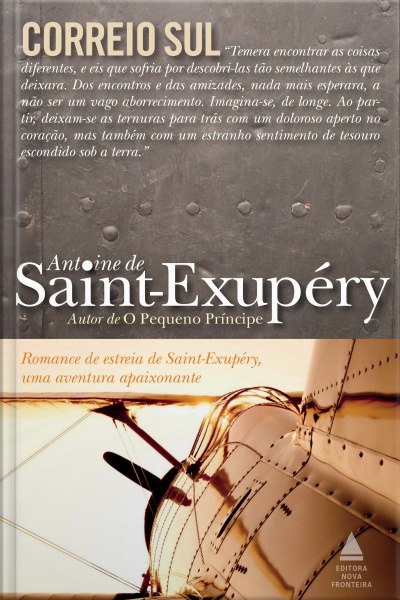 CORREIO SUL “Temera encontrar as coisas
diferentes, e eis que sofria por descobri-las tão semelhantes às que
deixara. Dos encontros e das amizades, nada mais esperara, a
não ser um vago aborrecimento. Imagina-se, de longe. Ao par-
tir, deixam-se as ternuras para trás com um doloroso aperto no
coração, mas também com um estranho sentimento de tesouro
escondido sob a terra.”
Antoine de
Saint-Exupéry
Autor de O Pequeno Príncipe
Romance de estreia de Saint-Exupéry,
uma aventura apaixonante
EDITORA
NOVA
FRONTEIRA